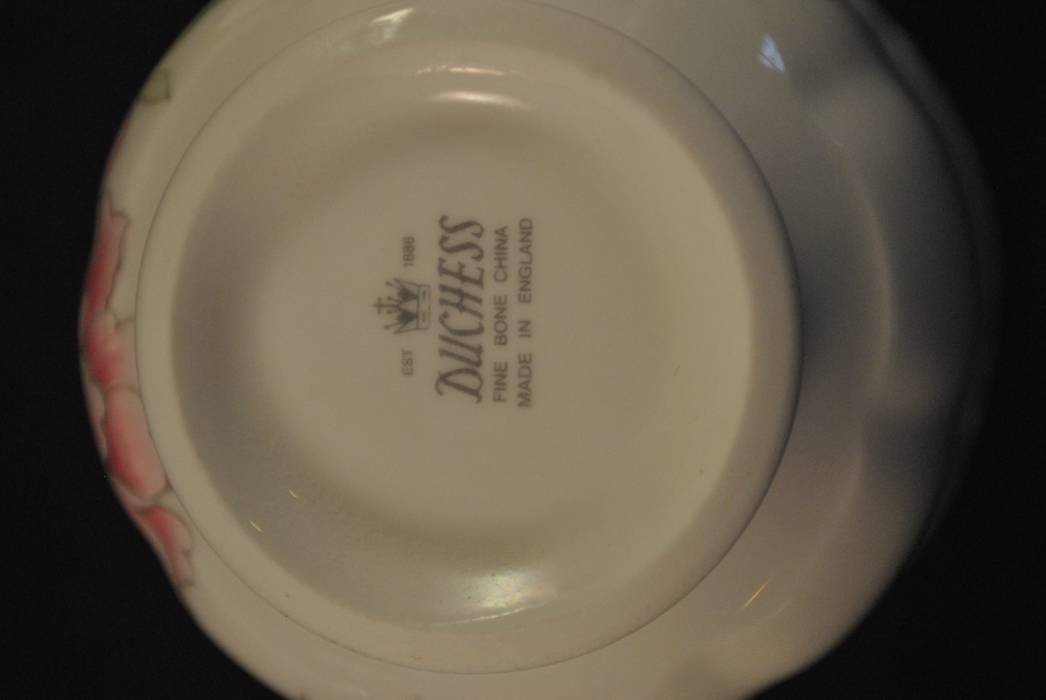 EST 1888
DUCHESS
FINE BONE CHINA
MADE IN ENGLAND